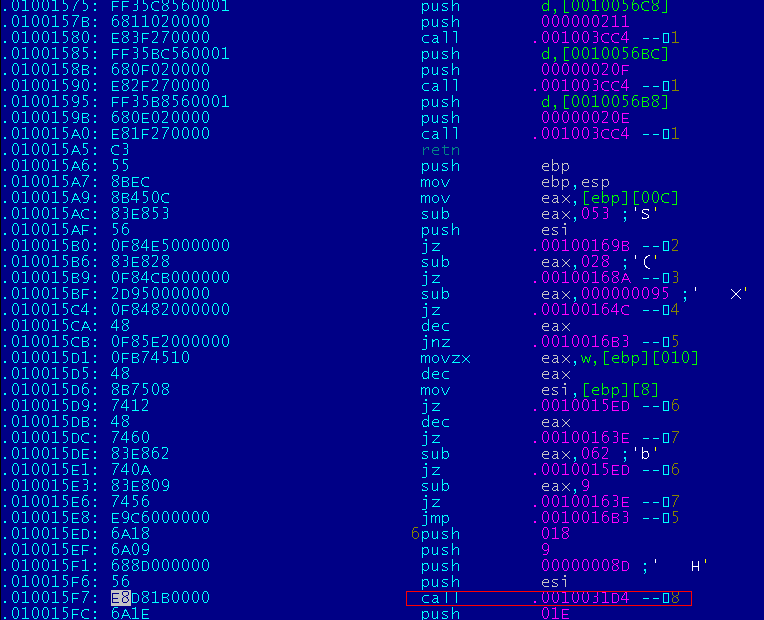 .01001575: FF35C8560001 push d,[0010056C8]
.0100157B: 6811020000 push 000000211
.01001580: E83F270000 call .001003CC4 --▯1
.01001585: FF35BC560001 push d,[0010056BC]
.0100158B: 680F020000 push 00000020F
.01001590: E82F270000 call .001003CC4 --▯1
.01001595: FF35B8560001 push d,[0010056B8]
.0100159B: 680E020000 push 00000020E
.010015A0: E81F270000 call .001003CC4 --▯1
.010015A5: C3 retn
.010015A6: 55 push ebp
.010015A7: 8BEC mov ebp,esp
.010015A9: 8B450C mov eax,[ebp][00C]
.010015AC: 83E853 sub eax,053 ;'S'
.010015AF: 56 push esi
.010015B0: 0F84E5000000 jz .00100169B --▯2
.010015B6: 83E828 sub eax,028 ;'('
.010015B9: 0F84CB000000 jz .00100168A --▯3
.010015BF: 2D95000000 sub eax,000000095 ;'   X'
.010015C4: 0F8482000000 jz .00100164C --▯4
.010015CA: 48 dec eax
.010015CB: 0F85E2000000 jnz .0010016B3 --▯5
.010015D1: 0FB74510 movzx eax,w,[ebp][010]
.010015D5: 48 dec eax
.010015D6: 8B7508 mov esi,[ebp][8]
.010015D9: 7412 jz .0010015ED --▯6
.010015DB: 48 dec eax
.010015DC: 7460 jz .00100163E --▯7
.010015DE: 83E862 sub eax,062 ;'b'
.010015E1: 740A jz .0010015ED --▯6
.010015E3: 83E809 sub eax,9
.010015E6: 7456 jz .00100163E --▯7
.010015E8: E9C6000000 jmp .0010016B3 --▯5
.010015ED: 6A18 6push 018
.010015EF: 6A09 push 9
.010015F1: 688D000000 push 00000008D ;'   H'
.010015F6: 56 push esi
.010015F7: E8D81B0000 call .0010031D4 --▯8
.010015FC: 6A1E push 01E